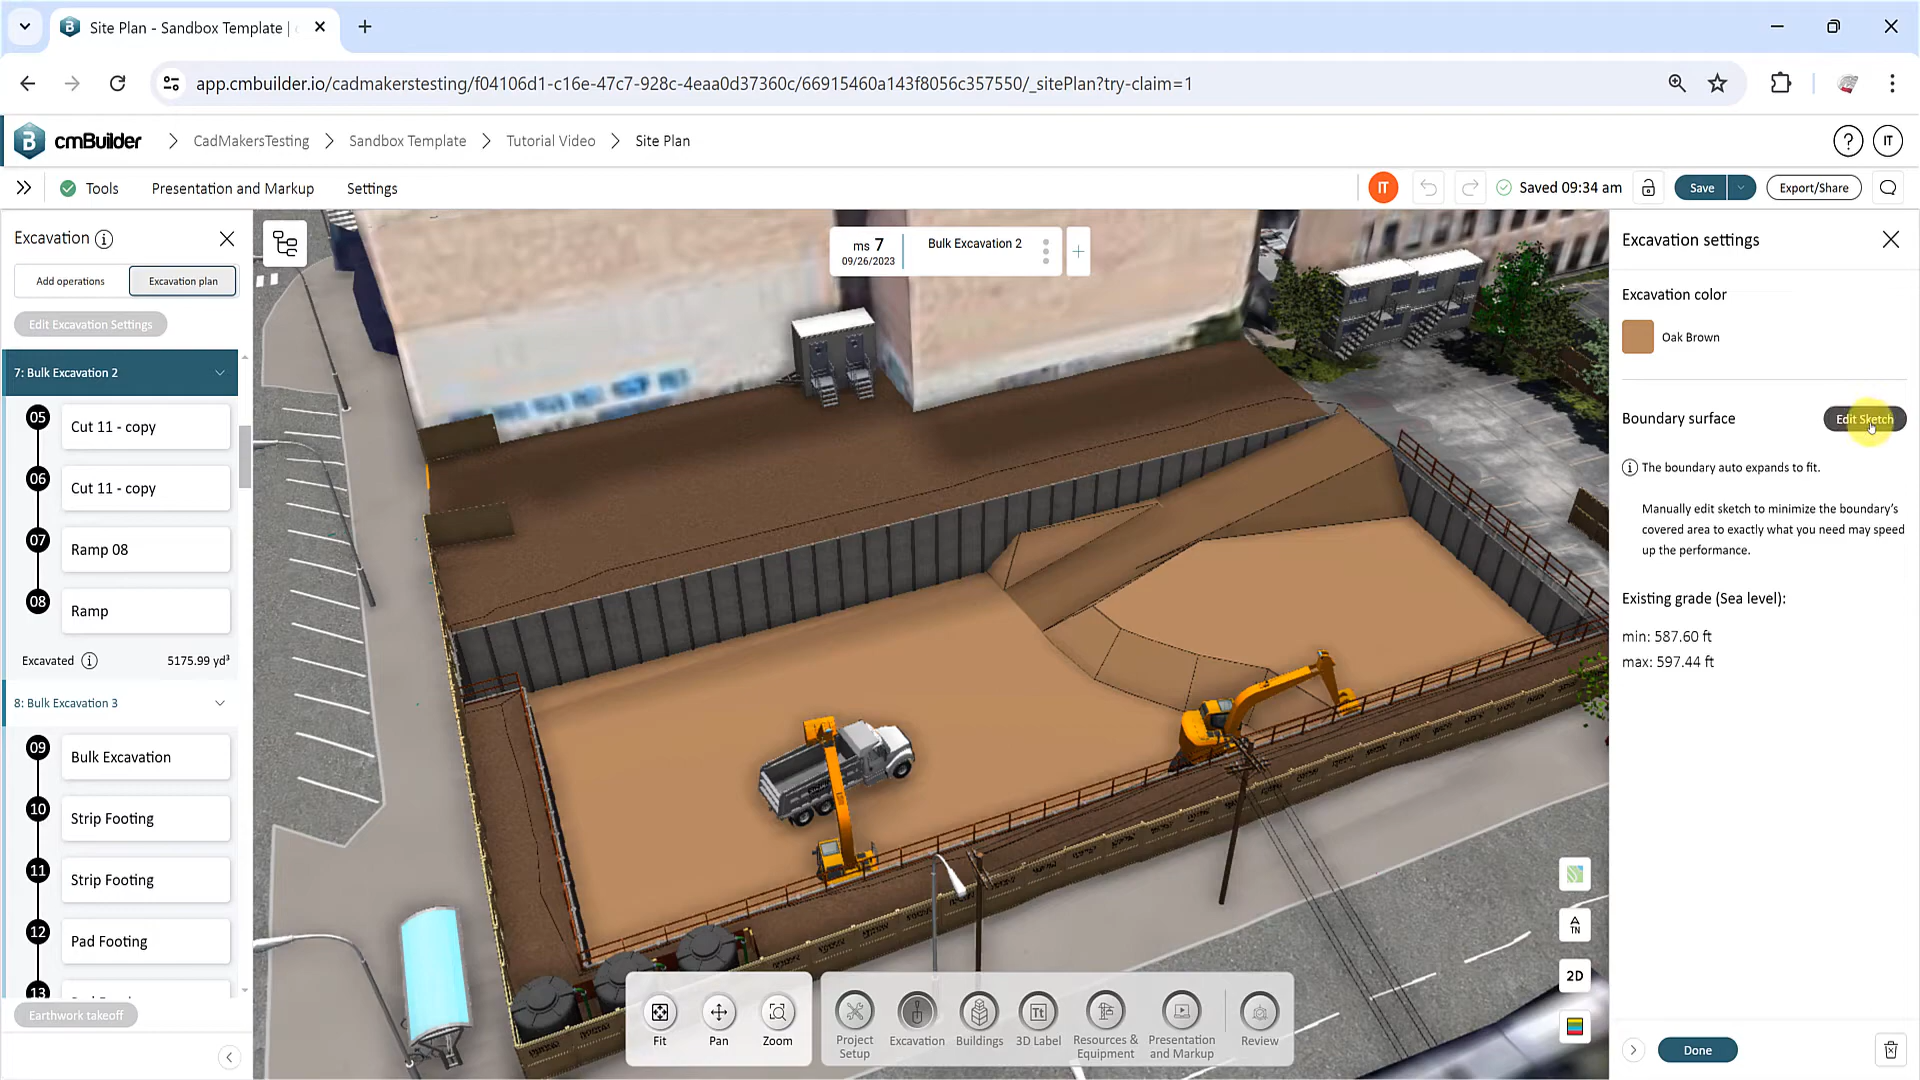 Site Plan - Sandbox Template |
app.cmbuilder.io/cadmakerstesting/f04106d1-c16e-47c7-928c-4eaa0d37360c/66915460a143f8056c357550/_sitePlan?try-claim=1
B cmBuilder > CadMakersTesting > Sandbox Template > Tutorial Video > Site Plan
? IT
Tools Presentation and Markup Settings
IT Saved 09:34 am Save Export/Share
Excavation
Add operations Excavation plan
Edit Excavation Settings
7: Bulk Excavation 2
05 Cut 11 - copy
06 Cut 11 - copy
07 Ramp 08
08 Ramp
Excavated 5175.99 yd³
8: Bulk Excavation 3
09 Bulk Excavation
10 Strip Footing
11 Strip Footing
12 Pad Footing
13
Earthwork takeoff
ms 7
09/26/2023
Bulk Excavation 2
Excavation settings
Excavation color
Oak Brown
Boundary surface Edit Sketch
The boundary auto expands to fit.
Manually edit sketch to minimize the boundary's
covered area to exactly what you need may speed
up the performance.
Existing grade (Sea level):
min: 587.60 ft
max: 597.44 ft
TN
2D
Fit Pan Zoom
Project Setup
Excavation
Buildings
Tt
3D Label
Resources & Equipment
Presentation and Markup
Review
Done